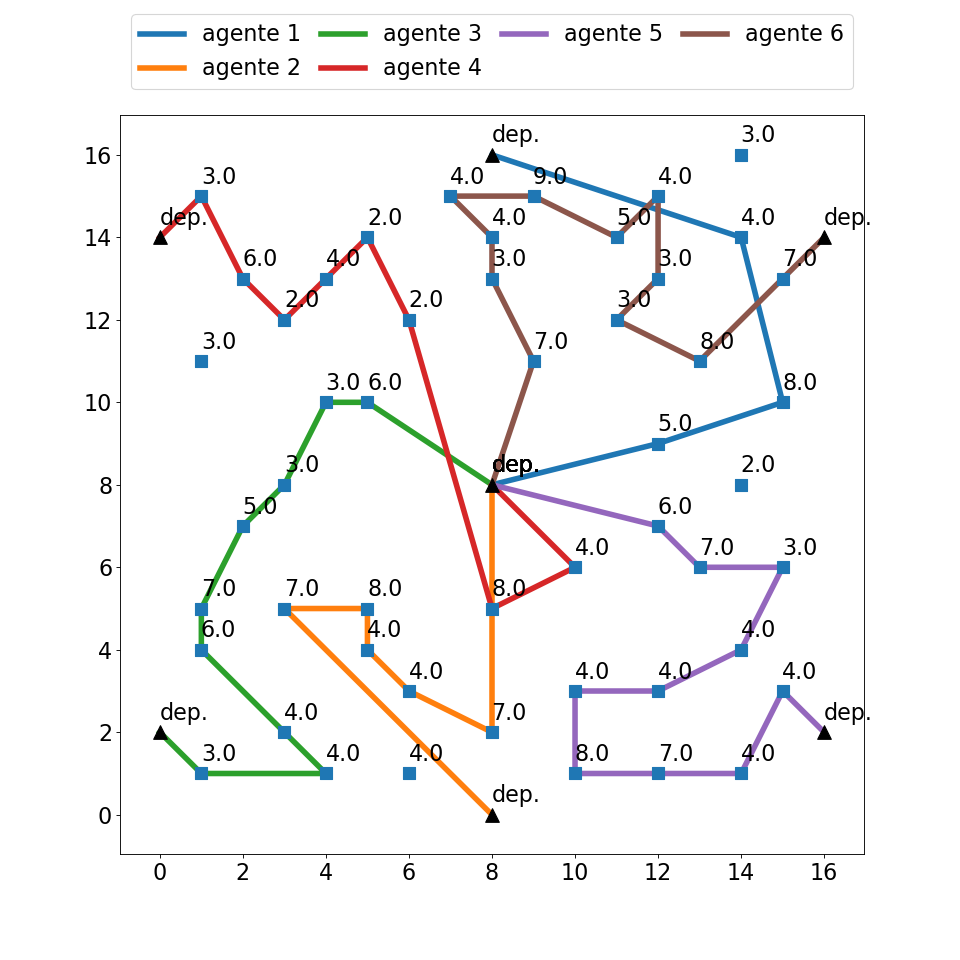 agente 1 agente 3 agente 5 agente 6
agente 2 agente 4
dep. 3.0
16
3.0 4.0 9.0 4.0
dep. 2.0 4.0 5.0 4.0 dep.
14
6.0 4.0 3.0 3.0 7.0
2.0 2.0 3.0
12
3.0 7.0 8.0
3.0 6.0 8.0
10
5.0
3.0 dep. dep. 2.0
8
5.0 6.0
4.0 7.0 3.0
6
7.0 7.0 8.0 8.0
6.0 4.0 4.0
4
4.0 4.0 4.0 4.0
dep. 4.0 7.0 dep.
2
3.0 4.0 4.0 8.0 7.0 4.0
dep.
0
0 2 4 6 8 10 12 14 16